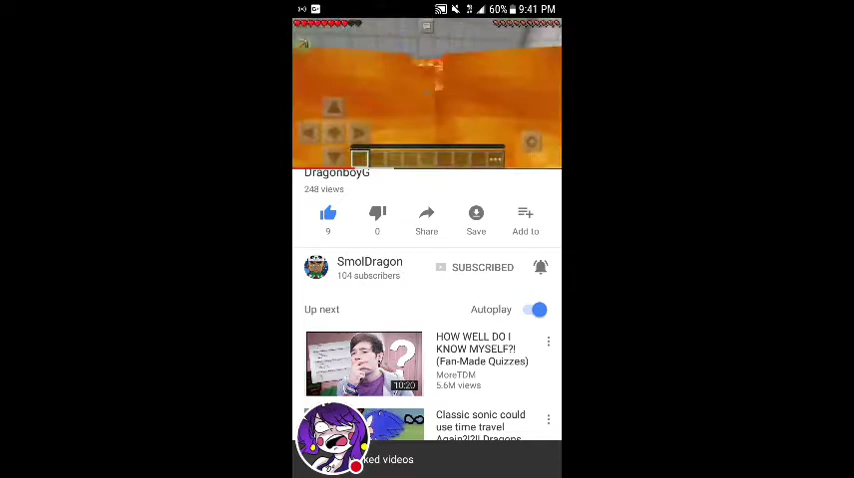 60% 9:41 PM
DragonboyG
248 views
9
0
Share
Save
Add to
SmolDragon
104 subscribers
SUBSCRIBED
Up next
Autoplay
HOW WELL DO I
KNOW MYSELF?!
(Fan-Made Quizzes)
MoreTDM
5.6M views
10:20
Classic sonic could
use time travel
Again?!?!! Dragons
ked videos